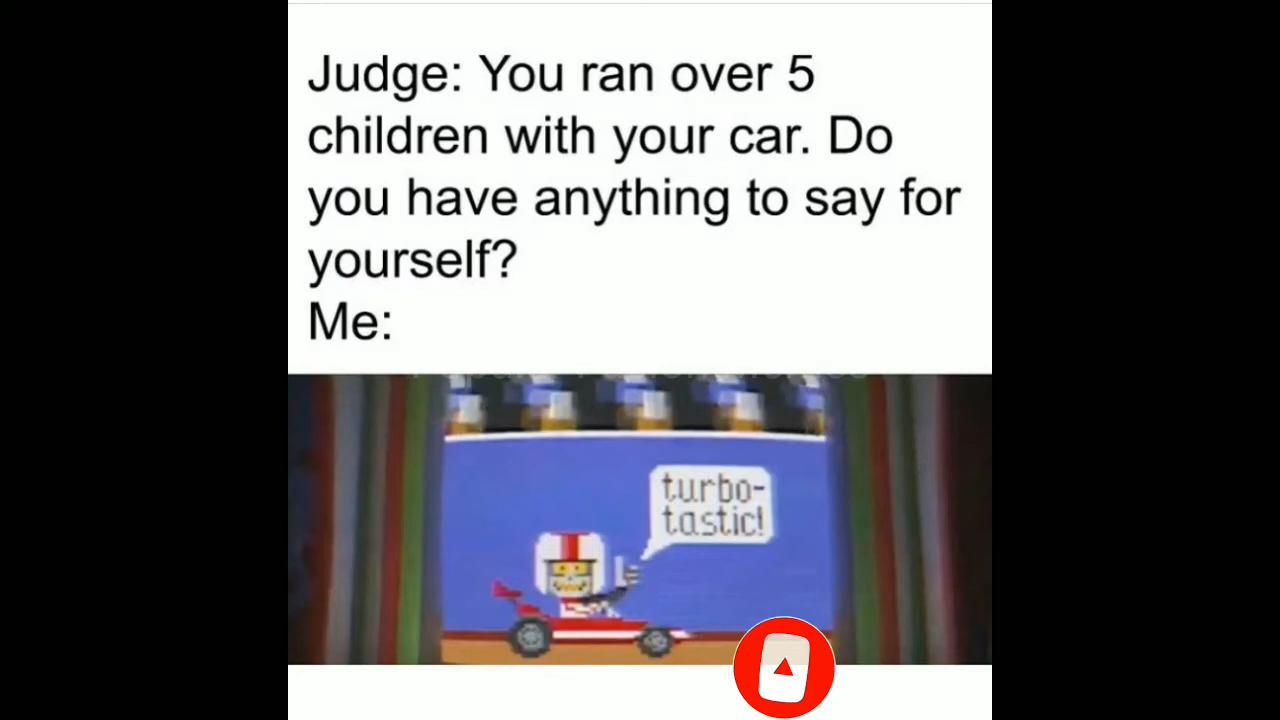 Judge: You ran over 5
children with your car. Do
you have anything to say for
yourself?
Me:
turbo-
tastic!